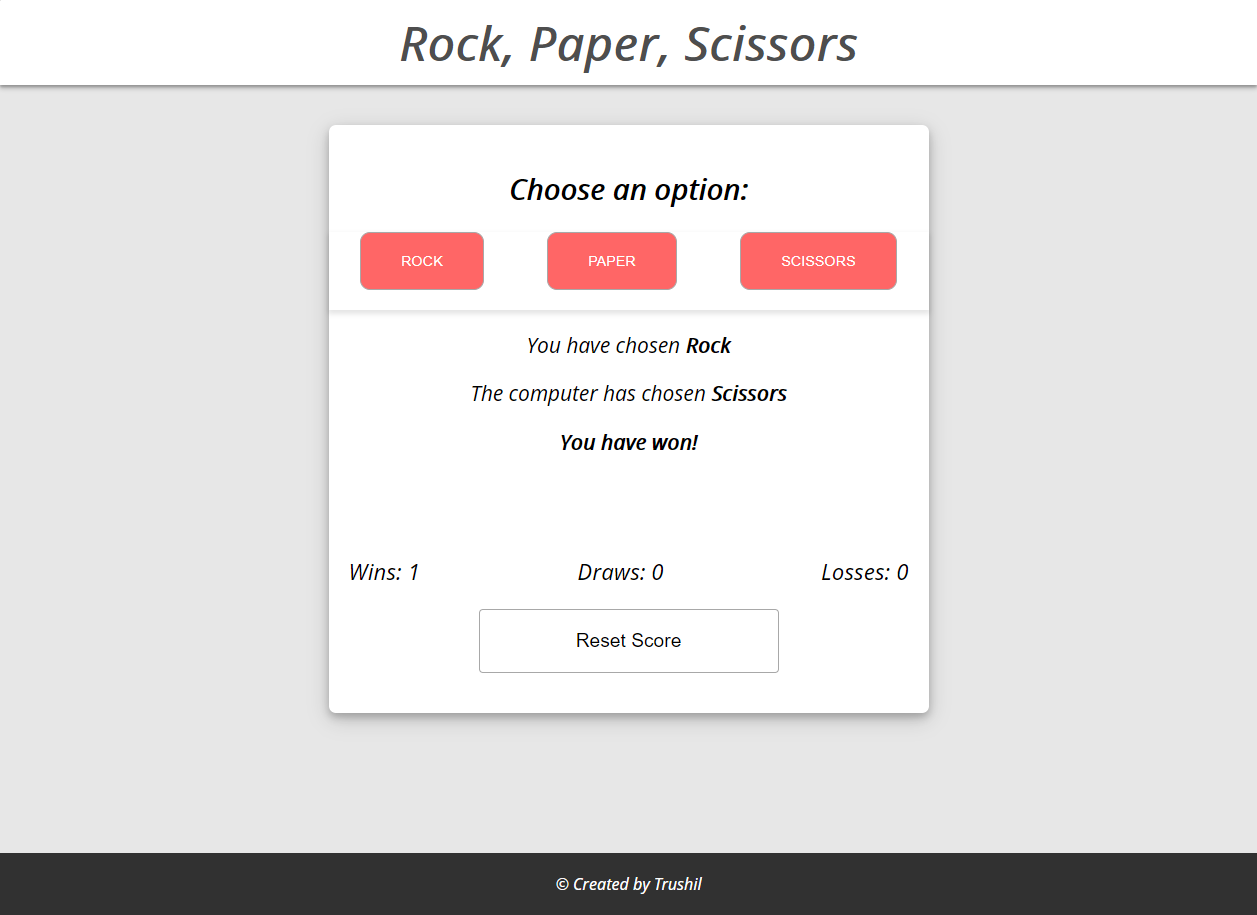 Rock, Paper, Scissors
Choose an option:
ROCK PAPER SCISSORS
You have chosen Rock
The computer has chosen Scissors
You have won!
Wins: 1 Draws: 0 Losses: 0
Reset Score
© Created by Trushil